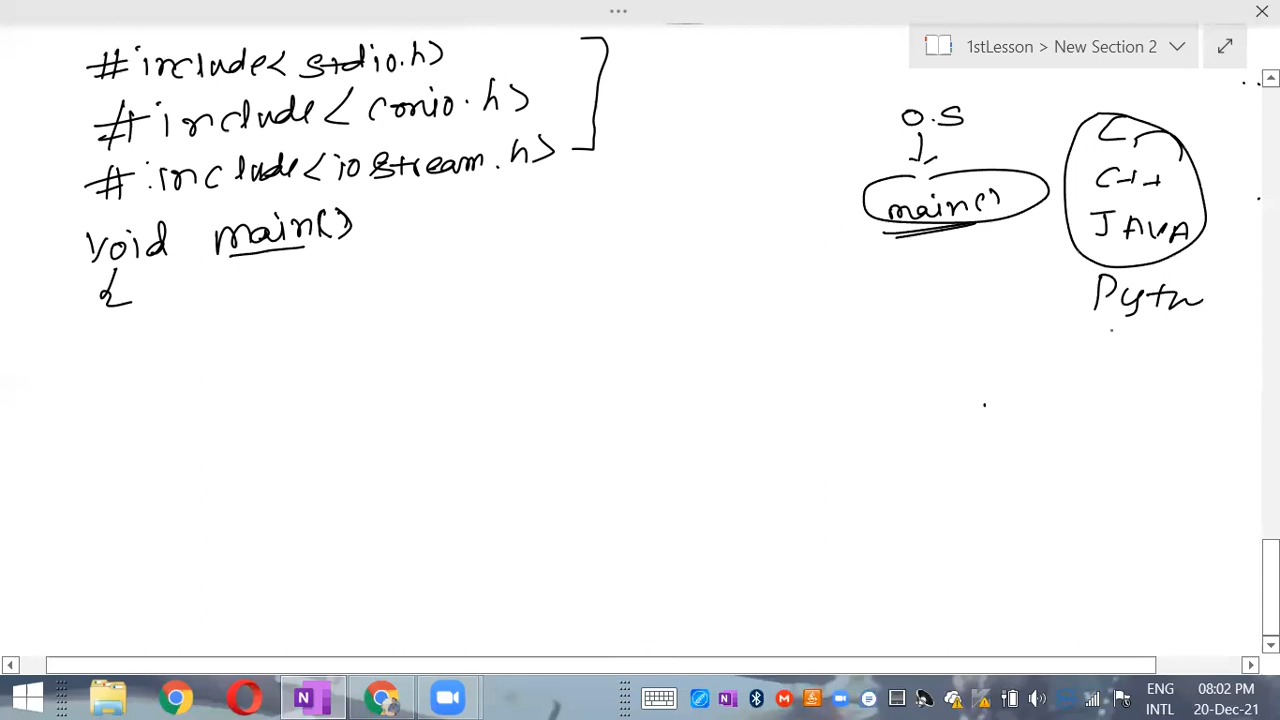 #include<stdio.h>
#include<conio.h>
#include<iostream.h>
void main()
{
1stLesson > New Section 2
O.S
main()
C
C++
JAVA
Pytn
ENG
INTL
08:02 PM
20-Dec-21